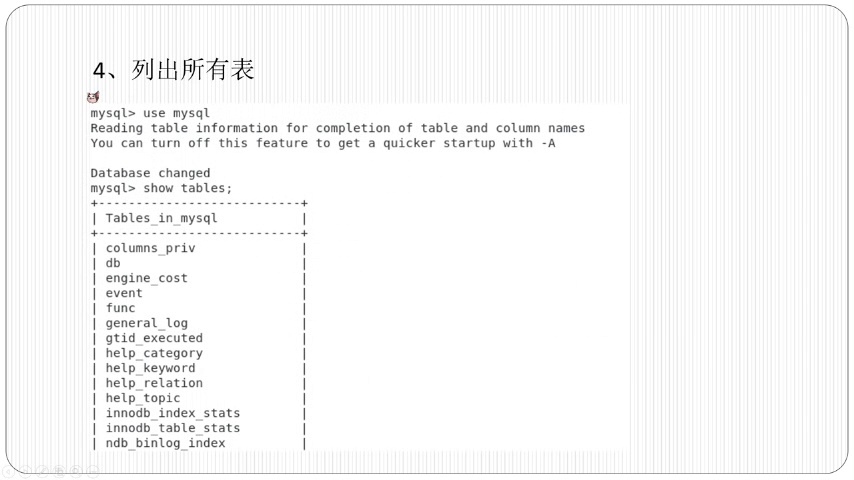 4、列出所有表
mysql> use mysql
Reading table information for completion of table and column names
You can turn off this feature to get a quicker startup with -A
Database changed
mysql> show tables;
+---------------------------+
| Tables_in_mysql           |
+---------------------------+
| columns_priv              |
| db                        |
| engine_cost               |
| event                     |
| func                      |
| general_log               |
| gtid_executed             |
| help_category             |
| help_keyword              |
| help_relation             |
| help_topic                |
| innodb_index_stats        |
| innodb_table_stats        |
| ndb_binlog_index          |